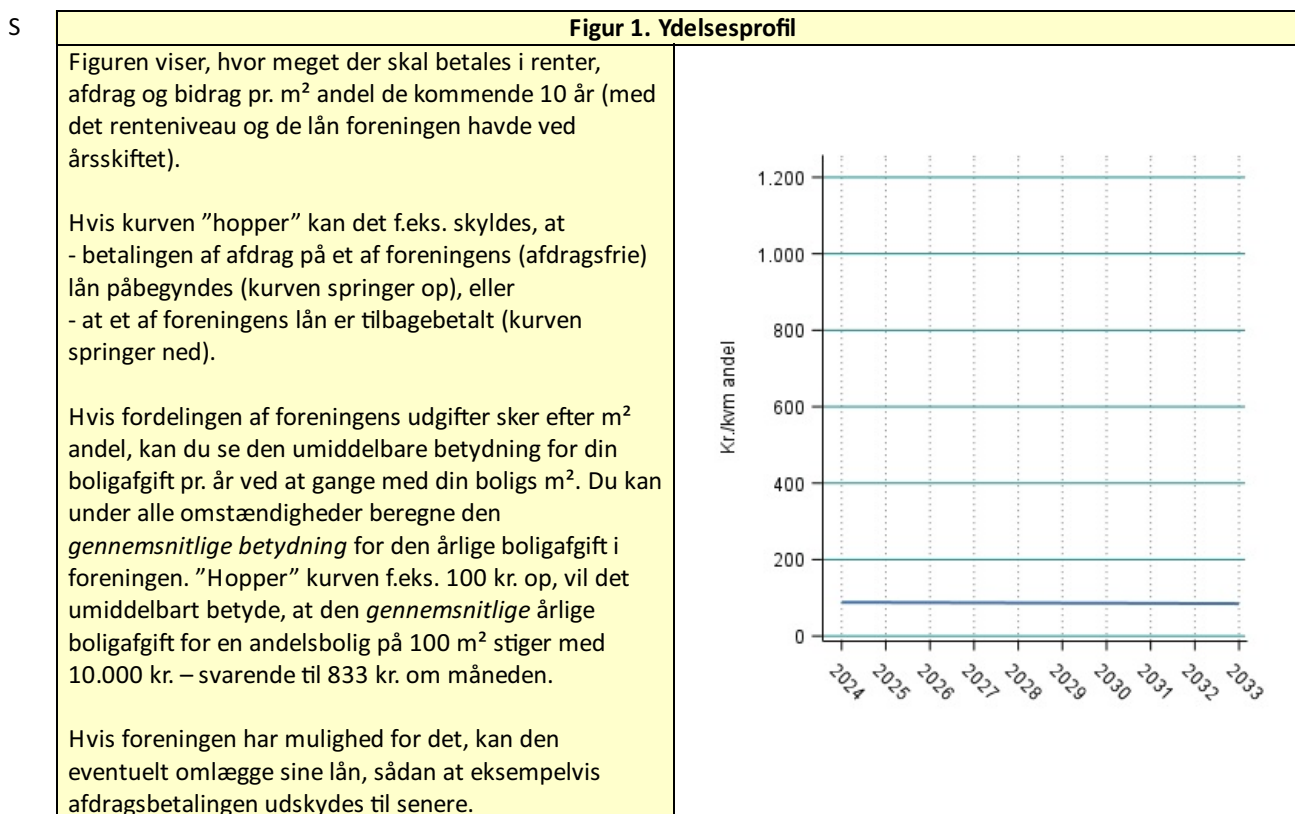 S
Figur 1. Ydelsesprofil
Figuren viser, hvor meget der skal betales i renter,
afdrag og bidrag pr. m² andel de kommende 10 år (med
det renteniveau og de lån foreningen havde ved
årsskiftet).
Hvis kurven ”hopper” kan det f.eks. skyldes, at
- betalingen af afdrag på et af foreningens (afdragsfrie)
lån påbegyndes (kurven springer op), eller
- at et af foreningens lån er tilbagebetalt (kurven
springer ned).
Hvis fordelingen af foreningens udgifter sker efter m²
andel, kan du se den umiddelbare betydning for din
boligafgift pr. år ved at gange med din boligs m². Du kan
under alle omstændigheder beregne den
gennemsnitlige betydning for den årlige boligafgift i
foreningen. ”Hopper” kurven f.eks. 100 kr. op, vil det
umiddelbart betyde, at den gennemsnitlige årlige
boligafgift for en andelsbolig på 100 m² stiger med
10.000 kr. – svarende til 833 kr. om måneden.
Hvis foreningen har mulighed for det, kan den
eventuelt omlægge sine lån, sådan at eksempelvis
afdragsbetalingen udskydes til senere.
Kr./kvm andel
1.200
1.000
800
600
400
200
0
2024 2025 2026 2027 2028 2029 2030 2031 2032 2033